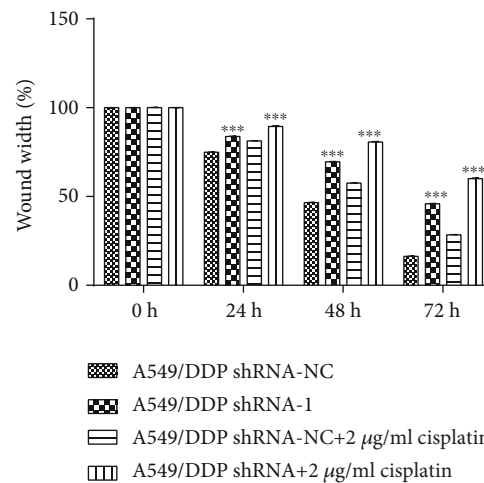 150
100
50
0
Wound width (%)
*** ***
*** ***
*** ***
0 h 24 h 48 h 72 h
A549/DDP shRNA-NC
A549/DDP shRNA-1
A549/DDP shRNA-NC+2 μg/ml cisplatin
A549/DDP shRNA+2 μg/ml cisplatin